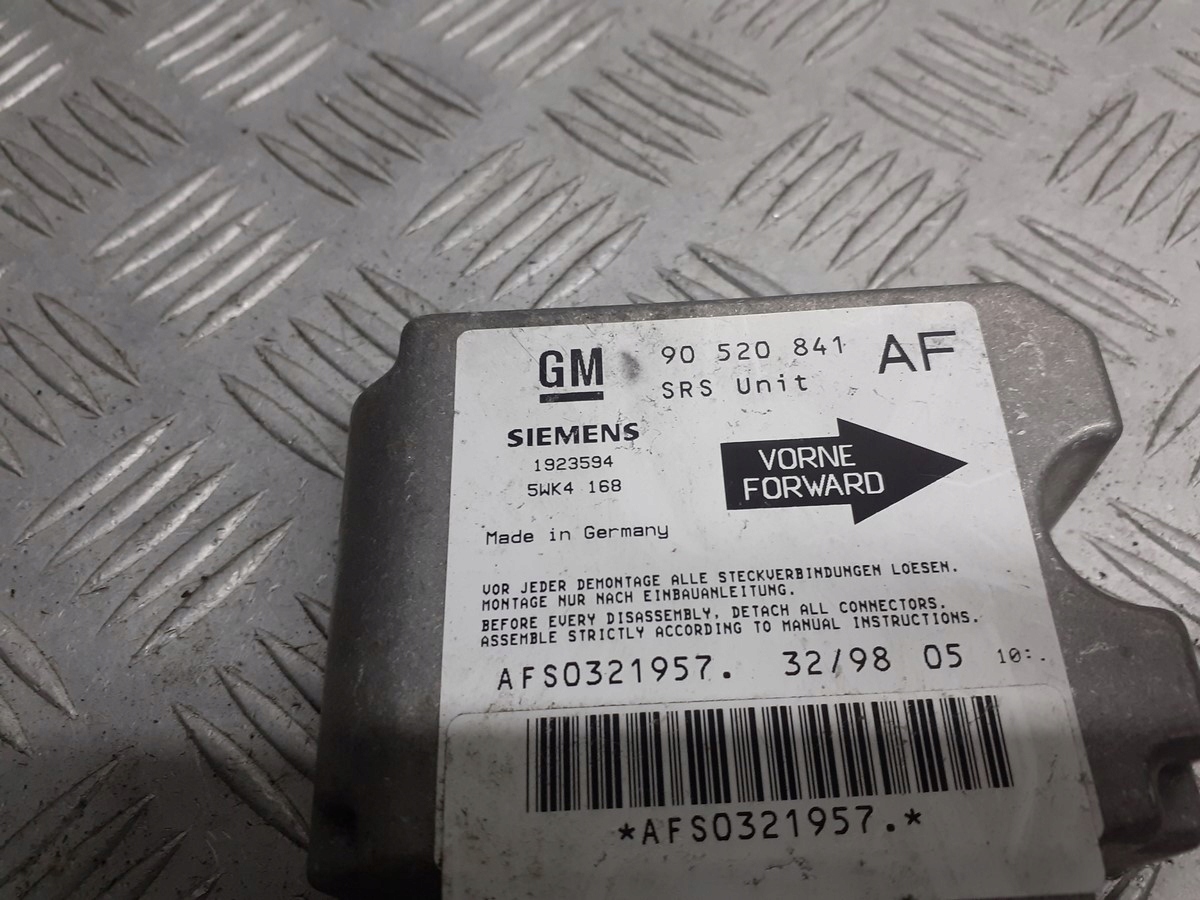 GM 90 520 841 AF
SRS Unit
SIEMENS
1923594
5WK4 168
VORNE
FORWARD
Made in Germany
VOR JEDER DEMONTAGE ALLE STECKVERBINDUNGEN LOESEN.
MONTAGE NUR NACH EINBAUANLEITUNG.
BEFORE EVERY DISASSEMBLY, DETACH ALL CONNECTORS.
ASSEMBLE STRICTLY ACCORDING TO MANUAL INSTRUCTIONS.
AFS0321957. 32/98 05 10:.
*AFS0321957.*